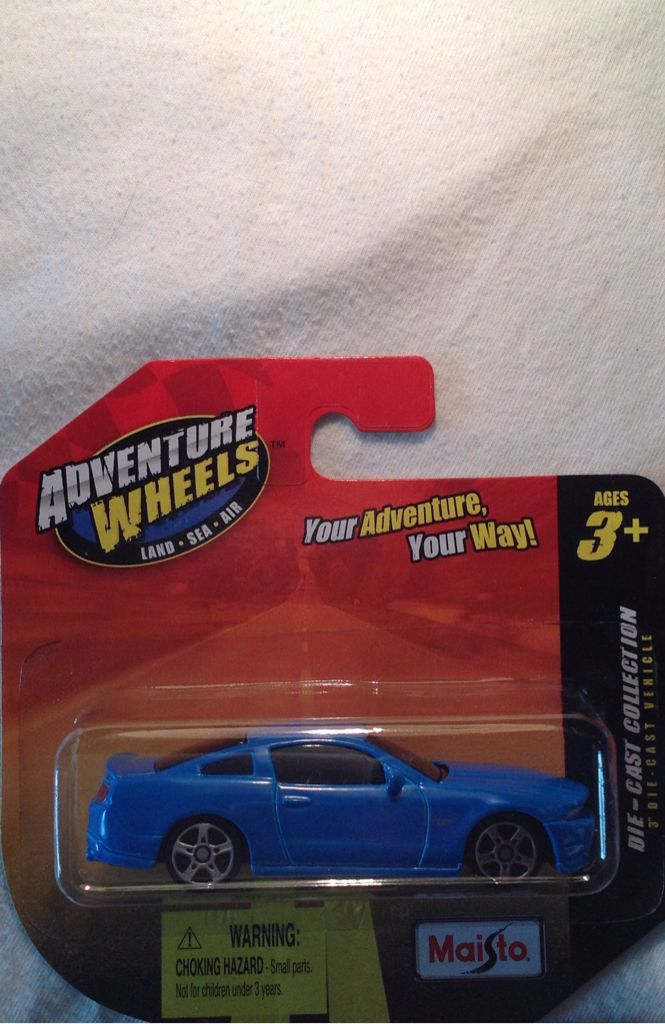 ADVENTURE
WHEELS
TM
LAND • SEA • AIR
Your Adventure,
Your Way!
AGES
3+
DIE-CAST COLLECTION
3" DIE-CAST VEHICLE
WARNING:
CHOKING HAZARD - Small parts.
Not for children under 3 years.
Maisto